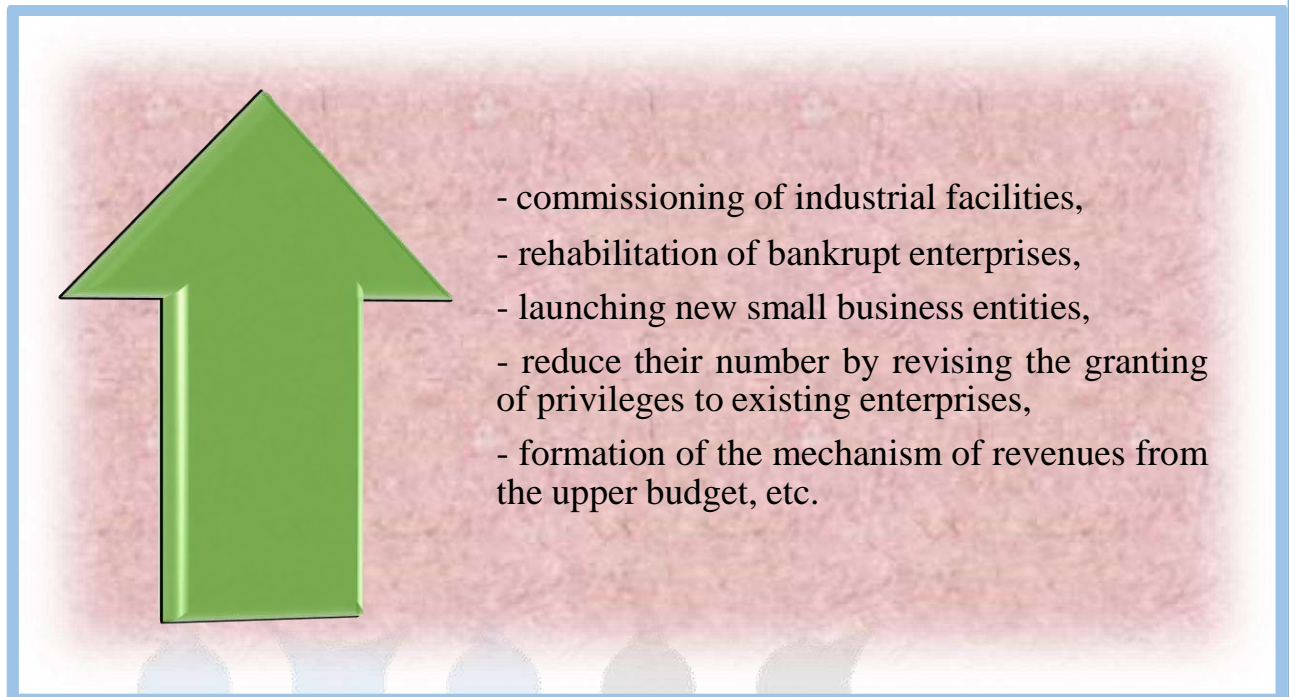 - commissioning of industrial facilities,
- rehabilitation of bankrupt enterprises,
- launching new small business entities,
- reduce their number by revising the granting
of privileges to existing enterprises,
- formation of the mechanism of revenues from
the upper budget, etc.